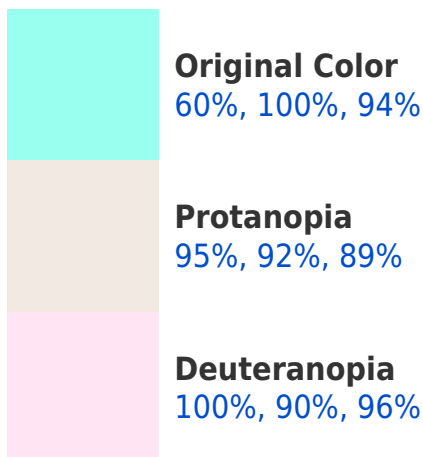 Original Color
60%, 100%, 94%
Protanopia
95%, 92%, 89%
Deuteranopia
100%, 90%, 96%